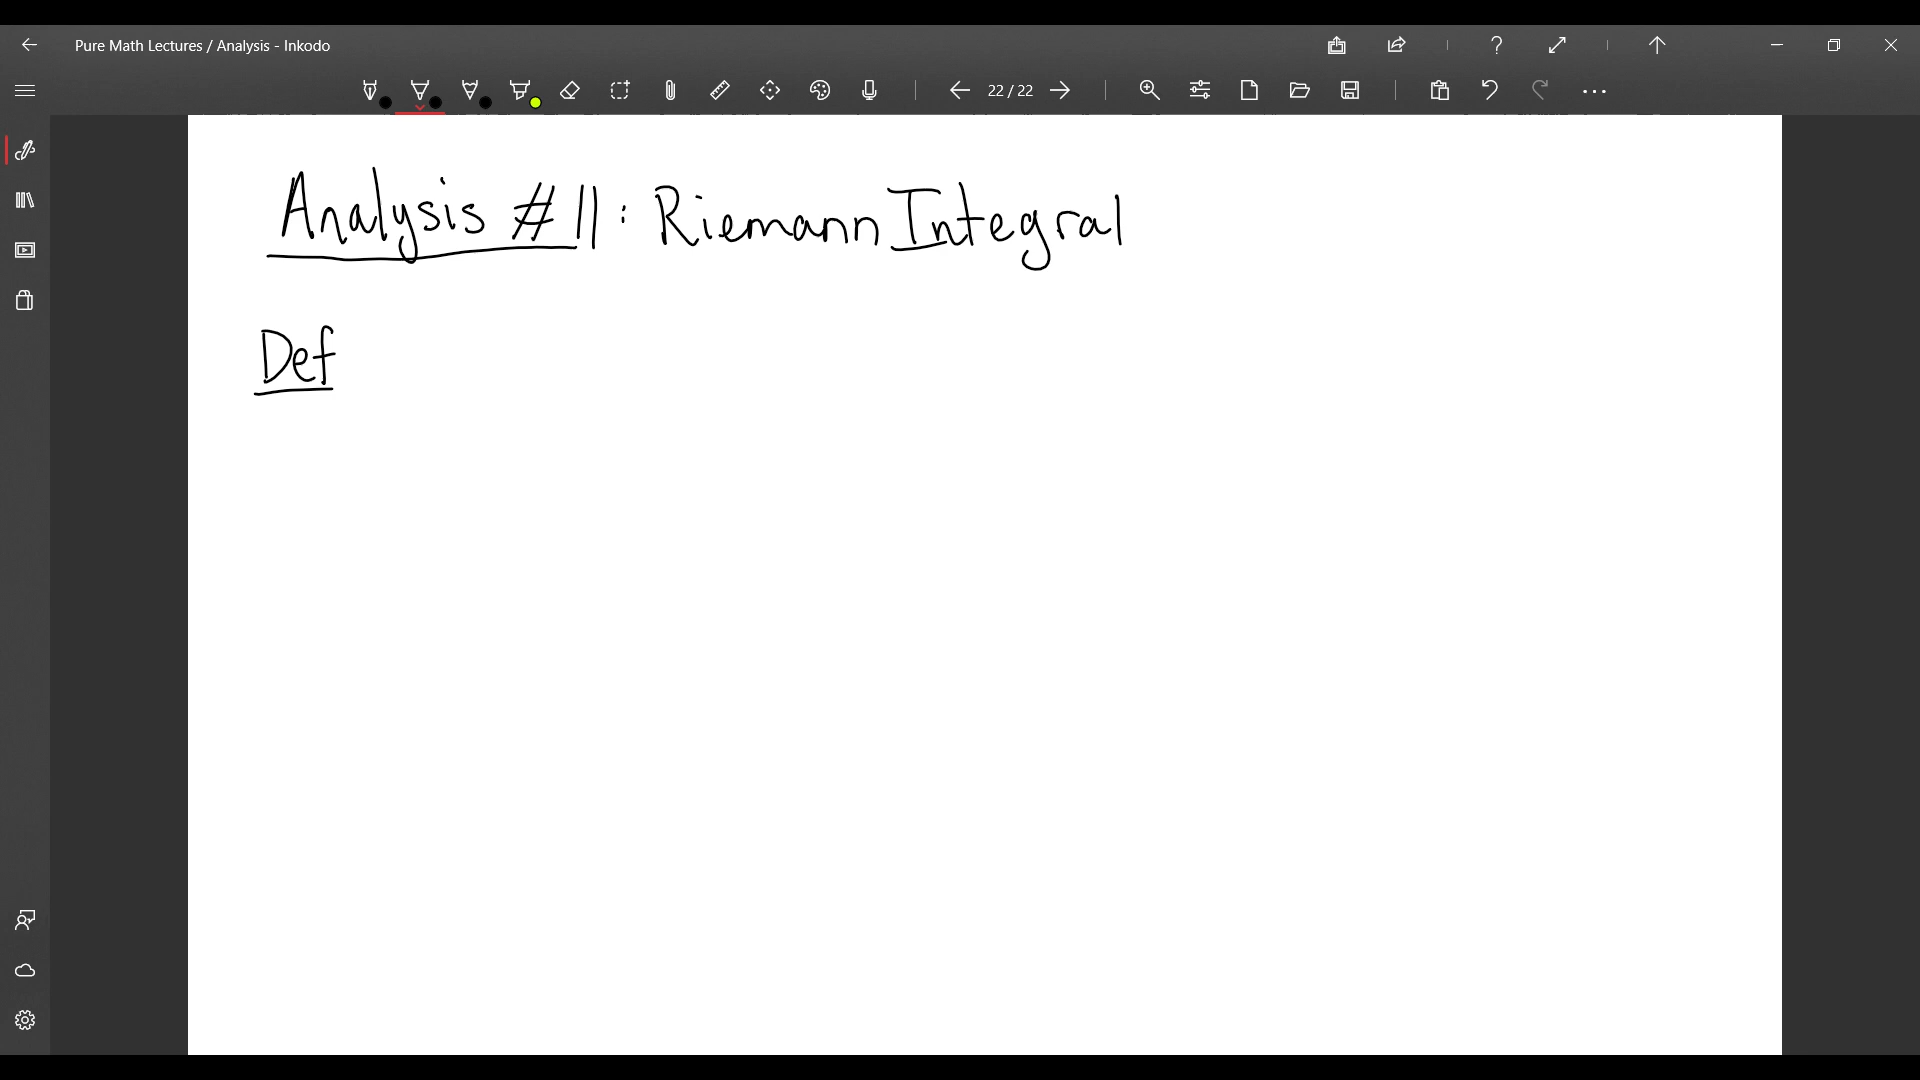 Pure Math Lectures / Analysis - Inkodo
22 / 22
Analysis #11: Riemann Integral
Def